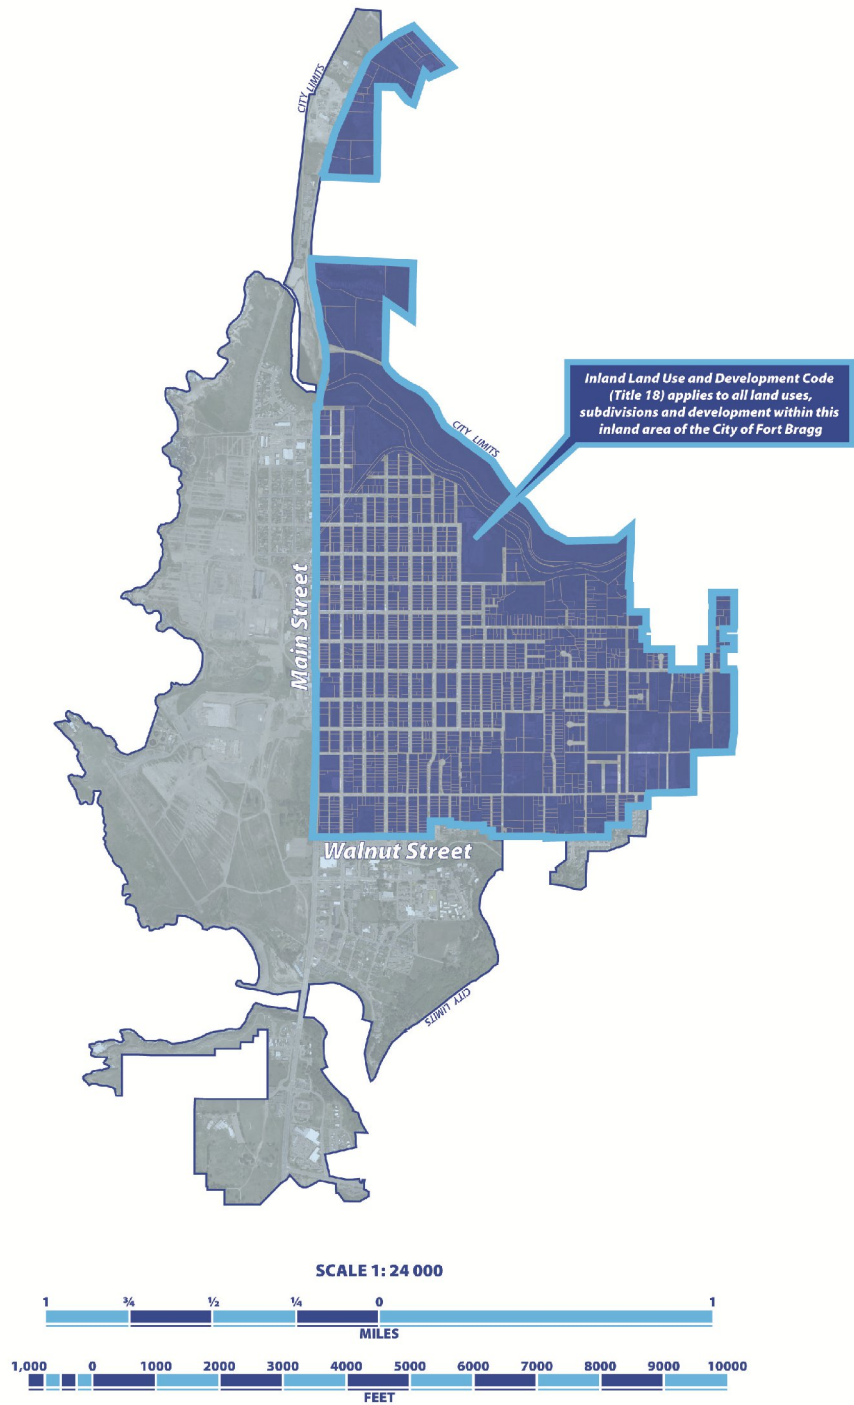 CITY LIMITS
Inland Land Use and Development Code
(Title 18) applies to all land uses,
subdivisions and development within this
inland area of the City of Fort Bragg
CITY LIMITS
Main Street
Walnut Street
CITY LIMITS
SCALE 1: 24 000
1 ¾ ½ ¼ 0 1
MILES
1,000 0 1000 2000 3000 4000 5000 6000 7000 8000 9000 10000
FEET